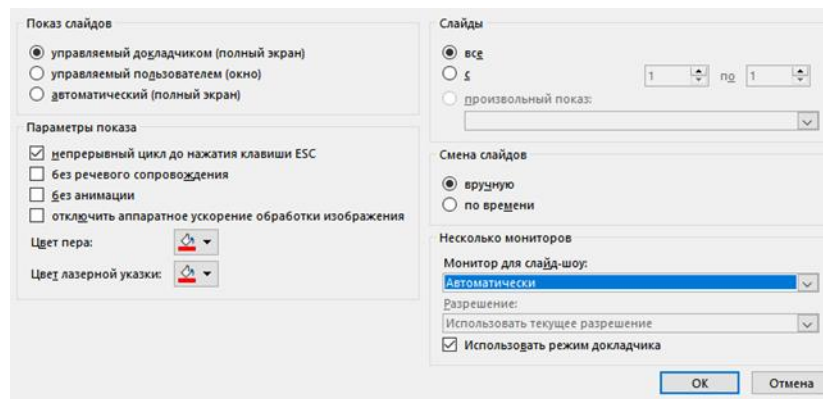 Показ слайдов
управляемый докладчиком (полный экран)
управляемый пользователем (окно)
автоматический (полный экран)
Параметры показа
непрерывный цикл до нажатия клавиши ESC
без речевого сопровождения
без анимации
отключить аппаратное ускорение обработки изображения
Цвет пера:
Цвет лазерной указки:
Слайды
все
с 1 по 1
произвольный показ:
Смена слайдов
вручную
по времени
Несколько мониторов
Монитор для слайд-шоу:
Автоматически
Разрешение:
Использовать текущее разрешение
Использовать режим докладчика
ОК Отмена